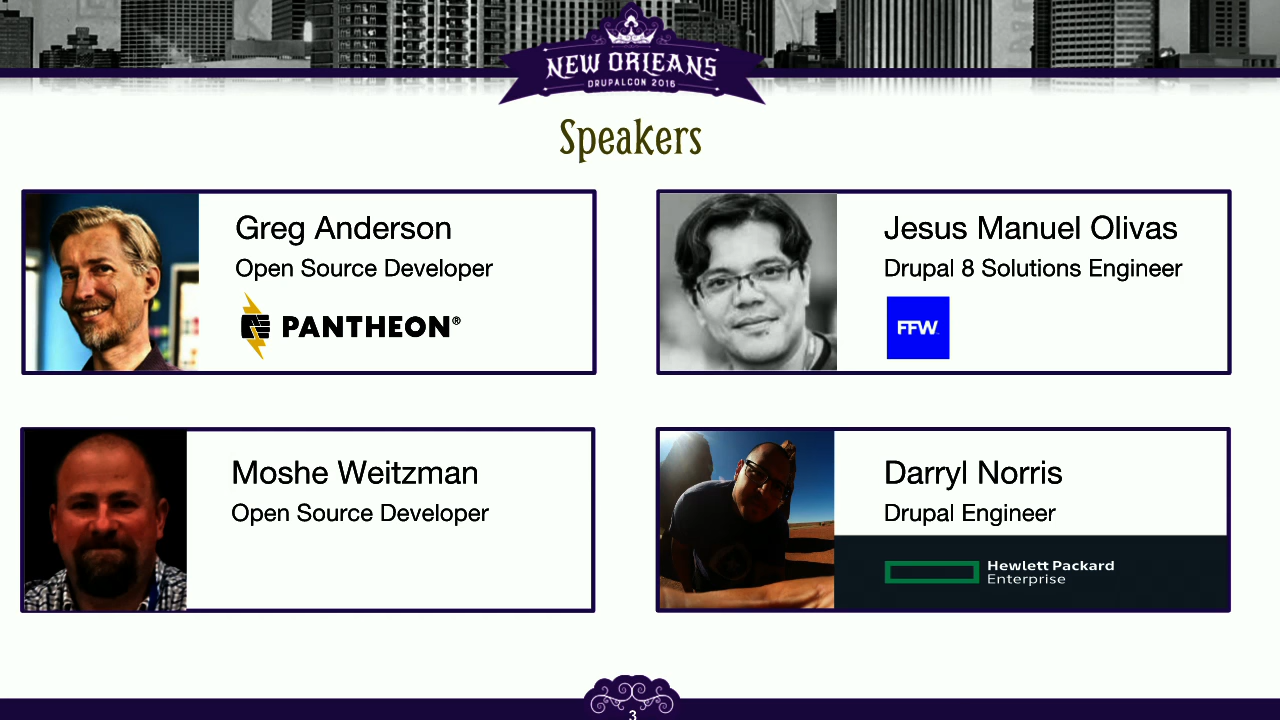 NEW ORLEANS
DRUPALCON 2016
Speakers
Greg Anderson
Open Source Developer
PANTHEON®
Jesus Manuel Olivas
Drupal 8 Solutions Engineer
FFW
Moshe Weitzman
Open Source Developer
Darryl Norris
Drupal Engineer
Hewlett Packard
Enterprise
3